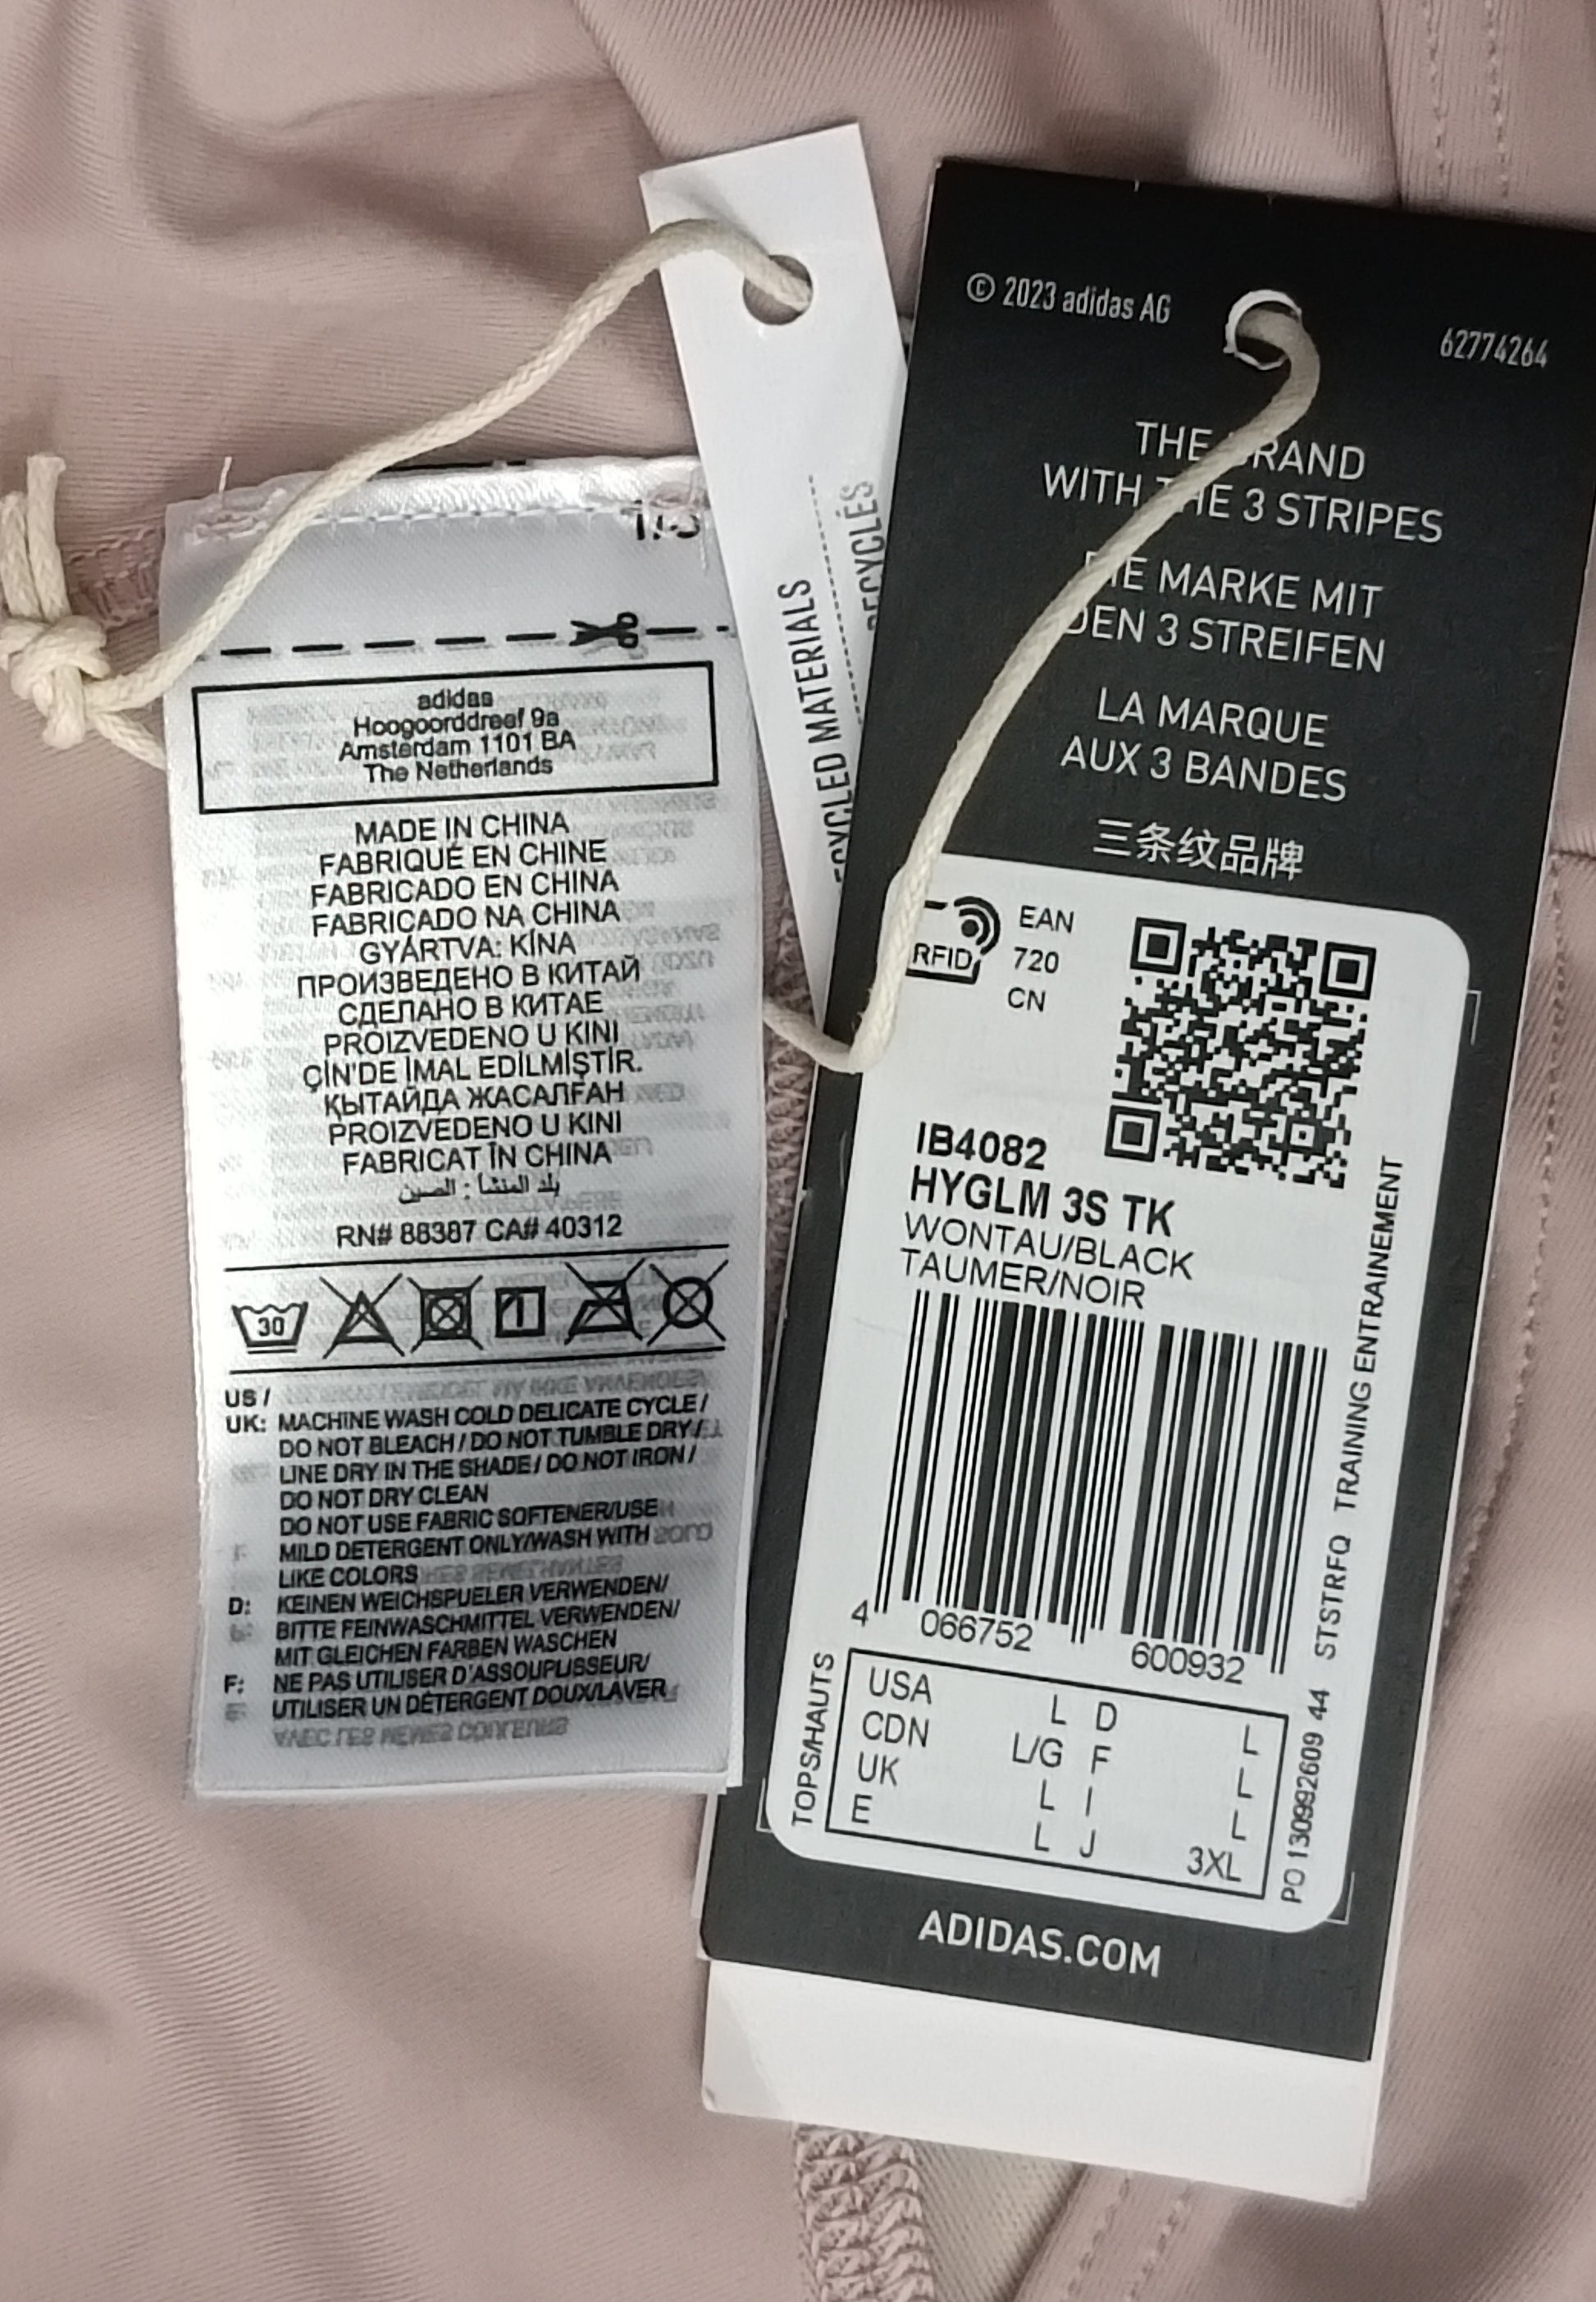 adidas
Hoogoorddreef 9a
Amsterdam 1101 BA
The Netherlands
MADE IN CHINA
FABRIQUÉ EN CHINE
FABRICADO EN CHINA
FABRICADO NA CHINA
GYÁRTVA: KÍNA
ПРОИЗВЕДЕНО В КИТАЙ
СДЕЛАНО В КИТАЕ
PROIZVEDENO U KINI
ÇİN'DE İMAL EDİLMİŞTİR.
ҚЫТАЙДА ЖАСАЛҒАН
PROIZVEDENO U KINI
FABRICAT ÎN CHINA
بلد المنشأ : الصين
RN# 88387 CA# 40312
30
US /
UK: MACHINE WASH COLD DELICATE CYCLE /
DO NOT BLEACH / DO NOT TUMBLE DRY /
LINE DRY IN THE SHADE / DO NOT IRON /
DO NOT DRY CLEAN
DO NOT USE FABRIC SOFTENER/USE
MILD DETERGENT ONLY/WASH WITH
LIKE COLORS
D: KEINEN WEICHSPUELER VERWENDEN/
BITTE FEINWASCHMITTEL VERWENDEN/
MIT GLEICHEN FARBEN WASCHEN
F: NE PAS UTILISER D'ASSOUPLISSEUR/
UTILISER UN DÉTERGENT DOUX/LAVER
MATERIALS
© 2023 adidas AG
62774264
THE BRAND
WITH THE 3 STRIPES
DIE MARKE MIT
DEN 3 STREIFEN
LA MARQUE
AUX 3 BANDES
三条纹品牌
RFID
EAN
720
CN
IB4082
HYGLM 3S TK
WONTAU/BLACK
TAUMER/NOIR
4 066752 600932
TOPS/HAUTS
USA L D L
CDN L/G F L
UK L I L
E L J 3XL
PO 130992609 44 STSTRFQ TRAINING ENTRAINEMENT
ADIDAS.COM